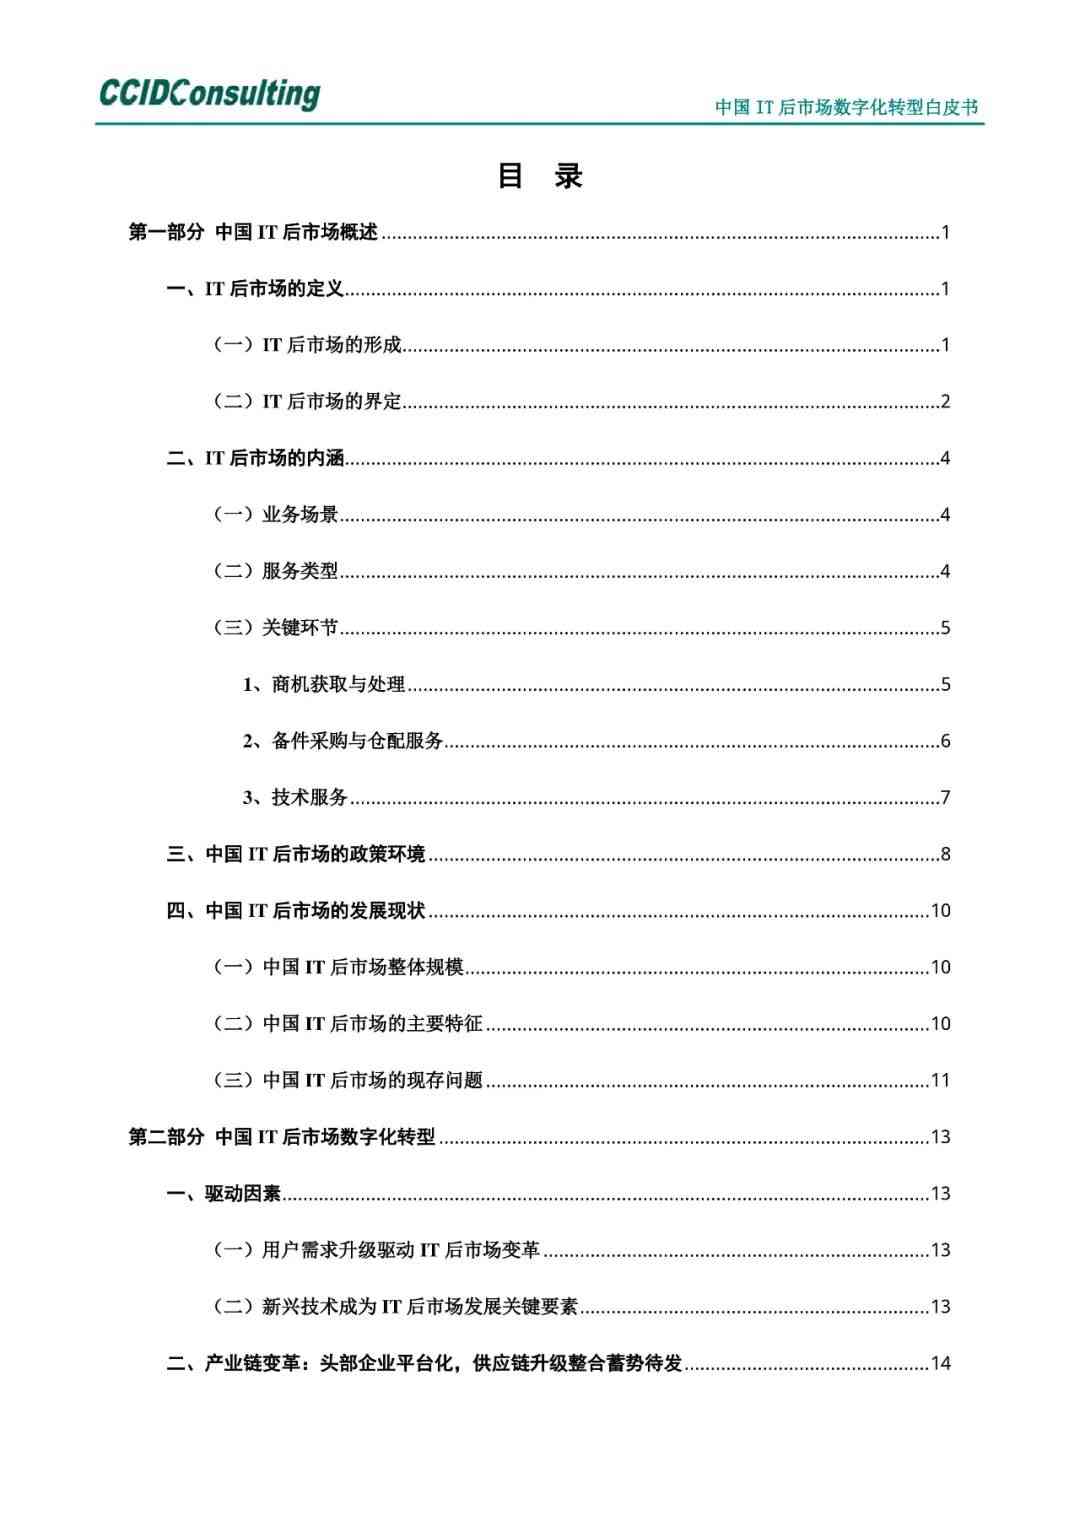 CCIDConsulting
中国 IT 后市场数字化转型白皮书
目 录
第一部分 中国 IT 后市场概述........................1
一、IT 后市场的定义........................1
（一）IT 后市场的形成........................1
（二）IT 后市场的界定........................2
二、IT 后市场的内涵........................4
（一）业务场景........................4
（二）服务类型........................4
（三）关键环节........................5
1、商机获取与处理........................5
2、备件采购与仓配服务........................6
3、技术服务........................7
三、中国 IT 后市场的政策环境........................8
四、中国 IT 后市场的发展现状........................10
（一）中国 IT 后市场整体规模........................10
（二）中国 IT 后市场的主要特征........................10
（三）中国 IT 后市场的现存问题........................11
第二部分 中国 IT 后市场数字化转型........................13
一、驱动因素........................13
（一）用户需求升级驱动 IT 后市场变革........................13
（二）新兴技术成为 IT 后市场发展关键要素........................13
二、产业链变革：头部企业平台化，供应链升级整合蓄势待发........................14